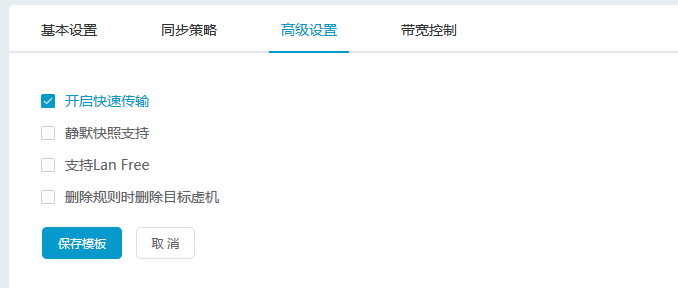 基本设置 同步策略 高级设置 带宽控制
开启快速传输
静默快照支持
支持Lan Free
删除规则时删除目标虚机
保存模板 取 消